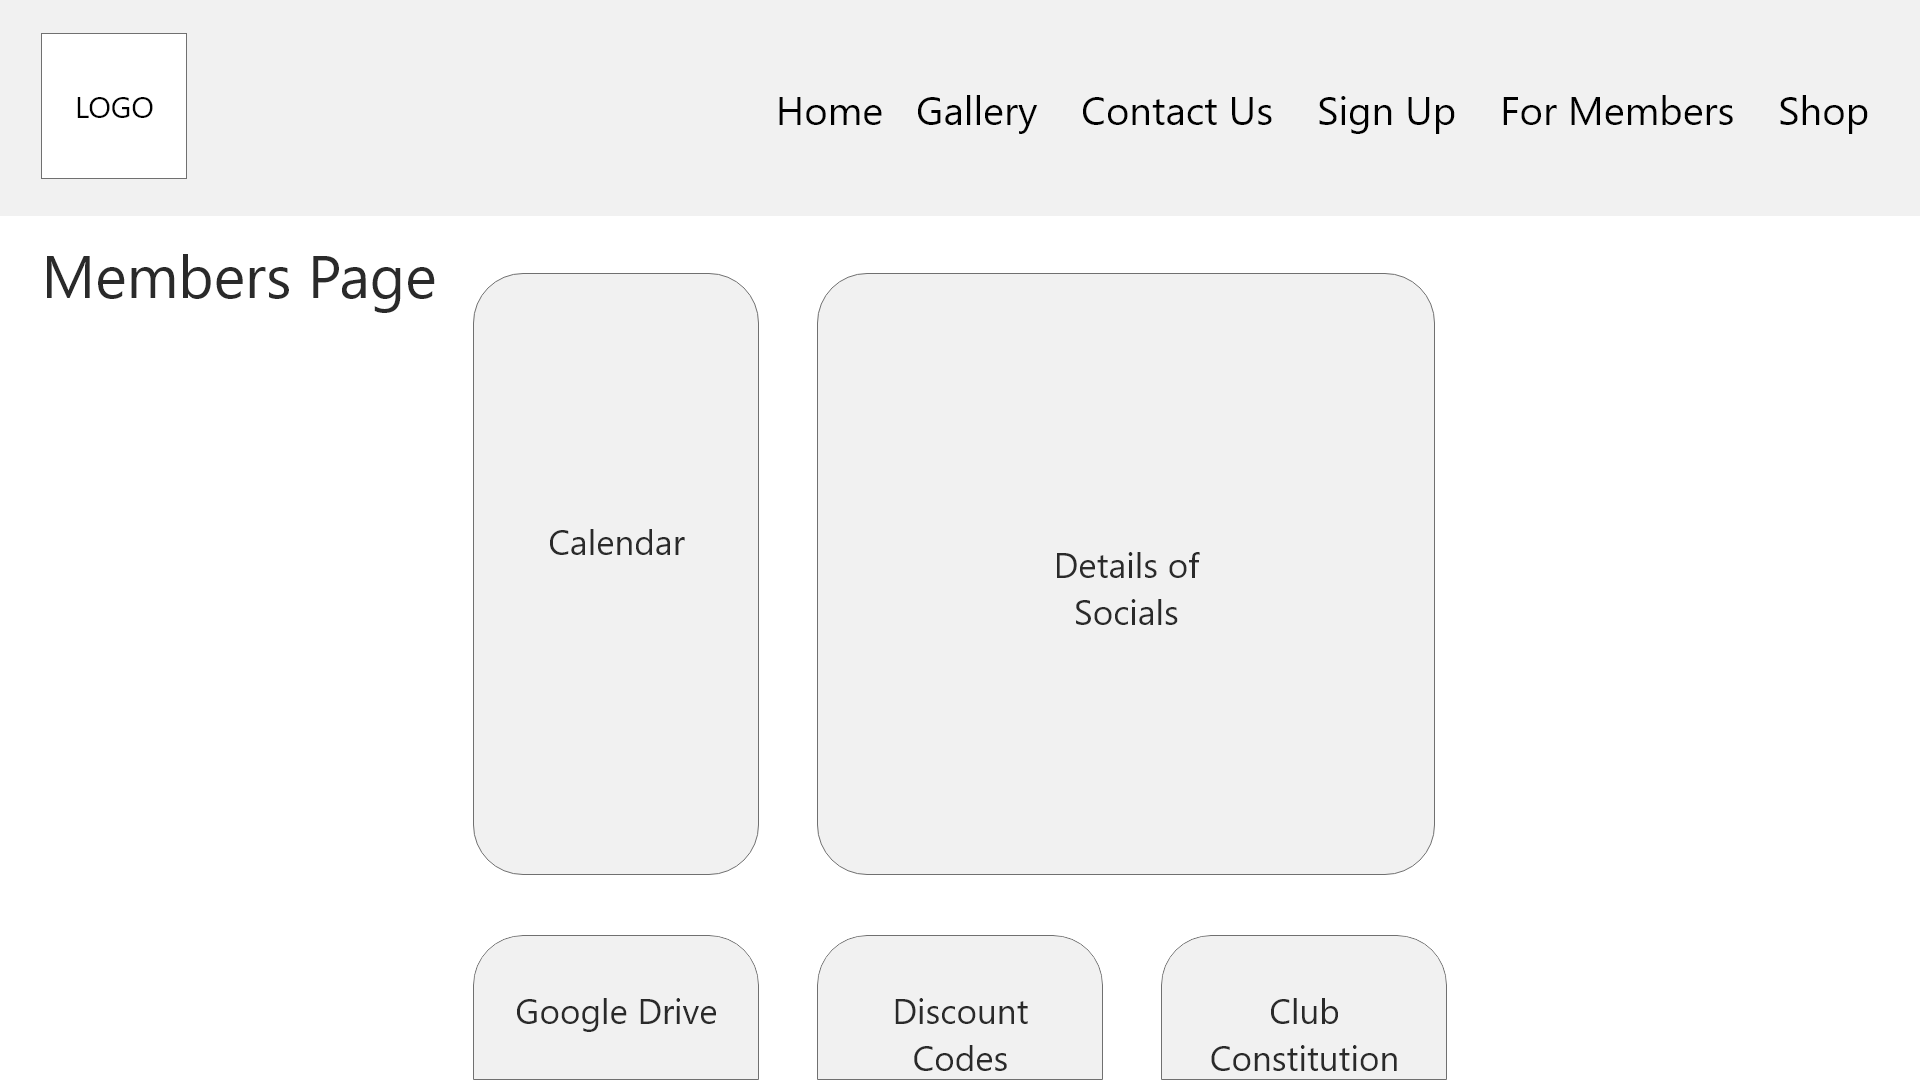 LOGO
Home Gallery Contact Us Sign Up For Members Shop
Members Page
Calendar
Details of
Socials
Google Drive
Discount
Codes
Club
Constitution